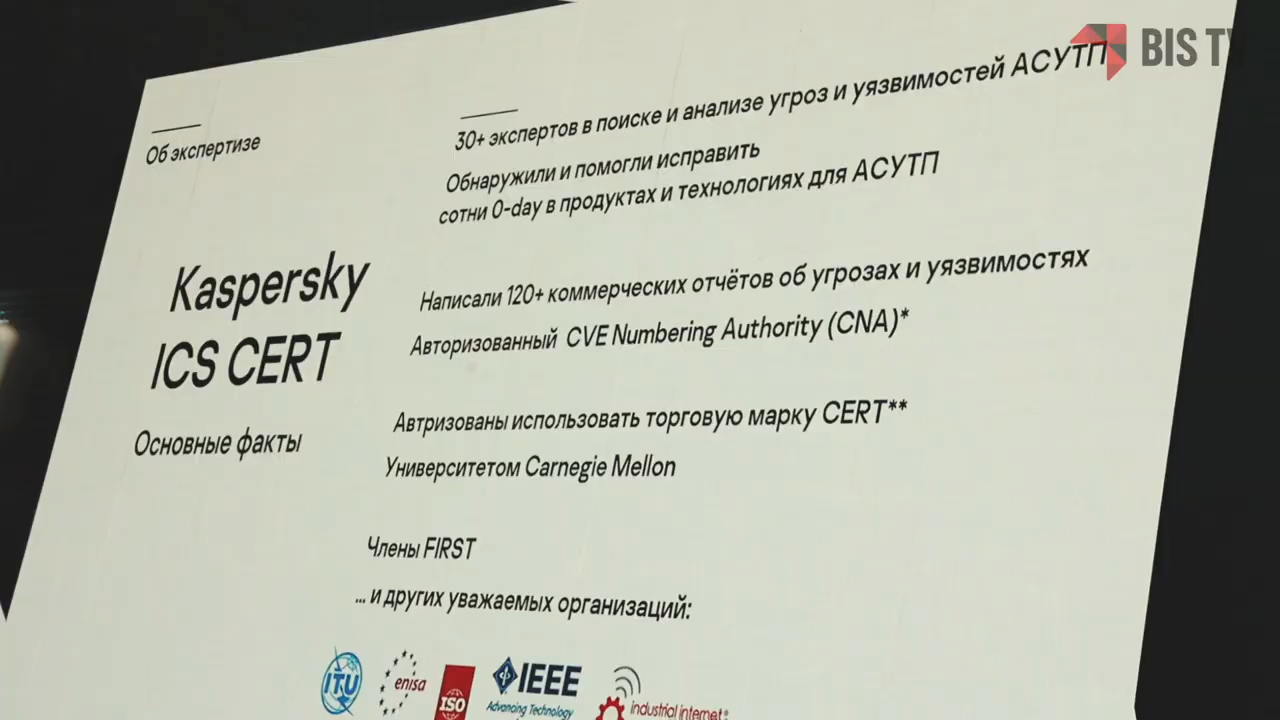 BIS TV
Об экспертизе
Kaspersky
ICS CERT
Основные факты
30+ экспертов в поиске и анализе угроз и уязвимостей АСУТП
Обнаружили и помогли исправить
сотни 0-day в продуктах и технологиях для АСУТП
Написали 120+ коммерческих отчётов об угрозах и уязвимостях
Авторизованный CVE Numbering Authority (CNA)*
Автризованы использовать торговую марку CERT**
Университетом Carnegie Mellon
Члены FIRST
... и других уважаемых организаций:
ITU
enisa
ISO
IEEE
Advancing Technology
industrial internet